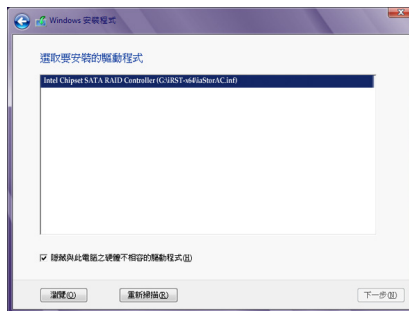 Windows 安裝程式
選取要安裝的驅動程式
Intel Chipset SATA RAID Controller (G:\iRST-x64\iaStorAC.inf)
隱藏與此電腦之硬體不相容的驅動程式(H)
瀏覽(O)
重新掃描(R)
下一步(N)